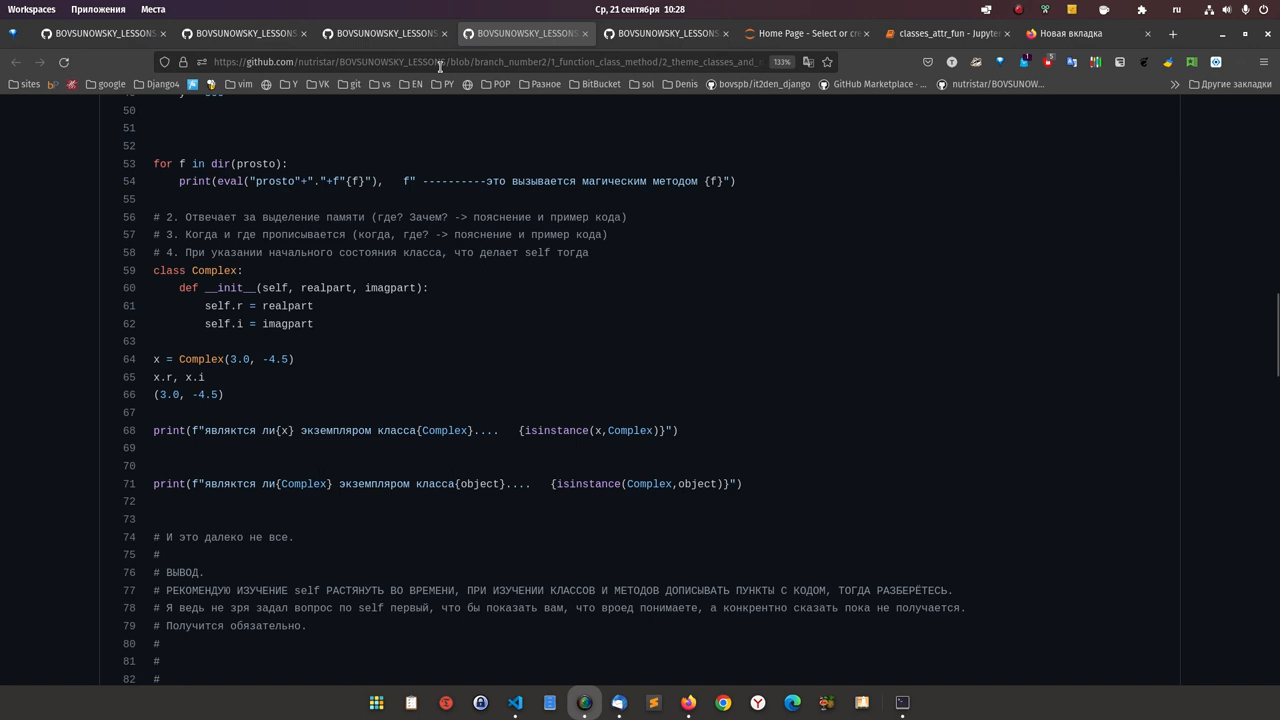 Workspaces Приложения Места Ср, 21 сентября 10:28 ru
BOVSUNOWSKY_LESSONS BOVSUNOWSKY_LESSONS BOVSUNOWSKY_LESSONS BOVSUNOWSKY_LESSONS BOVSUNOWSKY_LESSONS Home Page - Select or cre classes_attr_fun - Jupyter Новая вкладка
https://github.com/nutristar/BOVSUNOWSKY_LESSONS/blob/branch_number2/1_function_class_method/2_theme_classes_and_ 133%
sites google Django4 vim Y VK git vs EN PY POP Разное BitBucket sol Denis bovspb/it2den_django GitHub Marketplace · ... nutristar/BOVSUNOW... Другие закладки
50
51
52
53 for f in dir(prosto):
54 print(eval("prosto"+"."+f"{f}"), f" ----------это вызывается магическим методом {f}")
55
56 # 2. Отвечает за выделение памяти (где? Зачем? -> пояснение и пример кода)
57 # 3. Когда и где прописывается (когда, где? -> пояснение и пример кода)
58 # 4. При указании начального состояния класса, что делает self тогда
59 class Complex:
60 def __init__(self, realpart, imagpart):
61 self.r = realpart
62 self.i = imagpart
63
64 x = Complex(3.0, -4.5)
65 x.r, x.i
66 (3.0, -4.5)
67
68 print(f"являктся ли{x} экземпляром класса{Complex}.... {isinstance(x,Complex)}")
69
70
71 print(f"являктся ли{Complex} экземпляром класса{object}.... {isinstance(Complex,object)}")
72
73
74 # И это далеко не все.
75 #
76 # ВЫВОД.
77 # РЕКОМЕНДУЮ ИЗУЧЕНИЕ self РАСТЯНУТЬ ВО ВРЕМЕНИ, ПРИ ИЗУЧЕНИИ КЛАССОВ И МЕТОДОВ ДОПИСЫВАТЬ ПУНКТЫ С КОДОМ, ТОГДА РАЗБЕРЁТЕСЬ.
78 # Я ведь не зря задал вопрос по self первый, что бы показать вам, что вроед понимаете, а конкрентно сказать пока не получается.
79 # Получится обязательно.
80 #
81 #
82 #